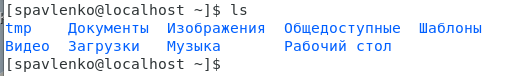 [spavlenko@localhost ~]$ ls
tmp Документы Изображения Общедоступные Шаблоны
Видео Загрузки Музыка Рабочий стол
[spavlenko@localhost ~]$